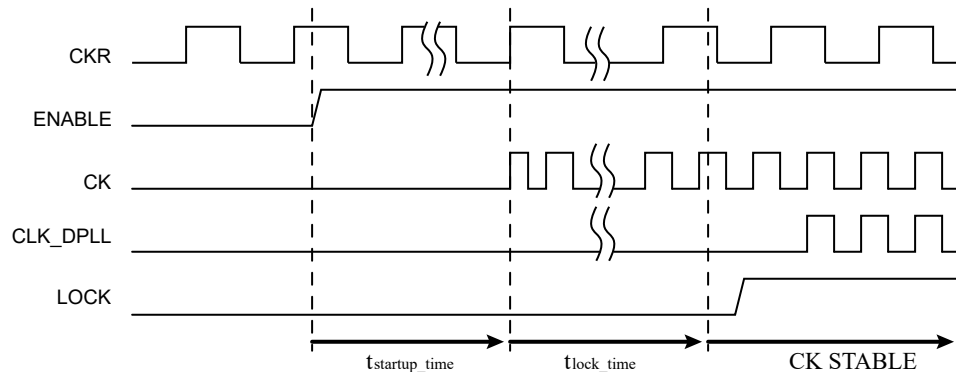 CKR
ENABLE
CK
CLK_DPLL
LOCK
tstartup_time tlock_time CK STABLE